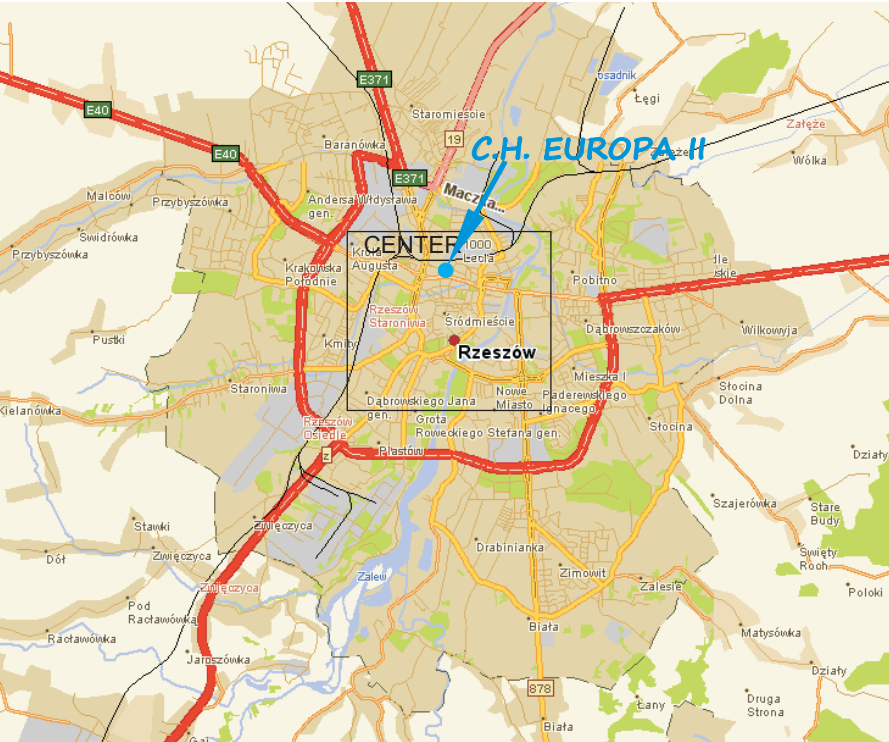 E371
Osadnik
Łęgi
E40
Staromieście
Załęże
19
C.H. EUROPA II
Baranówka
E40
Wólka
E371
Maczka...
Malców
Przybyszówka
Andersa Władysława
gen.
Świdrówka
CENTER
1000
Lecia
Króla
Augusta
Przybyszówka
Krakowska
Południe
Pobitno
Rzeszów
Staroniwa
Śródmieście
Dąbrowszczaków
Wilkowyja
Pustki
Kmity
Rzeszów
Mieszka I
Staroniwa
Nowe
Miasto
Paderewskiego
Ignacego
Słocina
Dolna
Dąbrowskiego Jana
gen.
Kielanówka
Grota
Roweckiego Stefana gen.
Rzeszów
Osiedle
Słocina
Piastów
Działy
Szajerówka
Stare
Budy
Stawki
Zwięczyca
Drabinianka
Dół
Zwięczyca
Święty
Roch
Zalew
Zimowit
Zwięczyca
Zalesie
Poloki
Pod
Racławówką
Racławówka
Biała
Matysówka
Jaroszówka
Działy
878
Łany
Druga
Strona
Biała